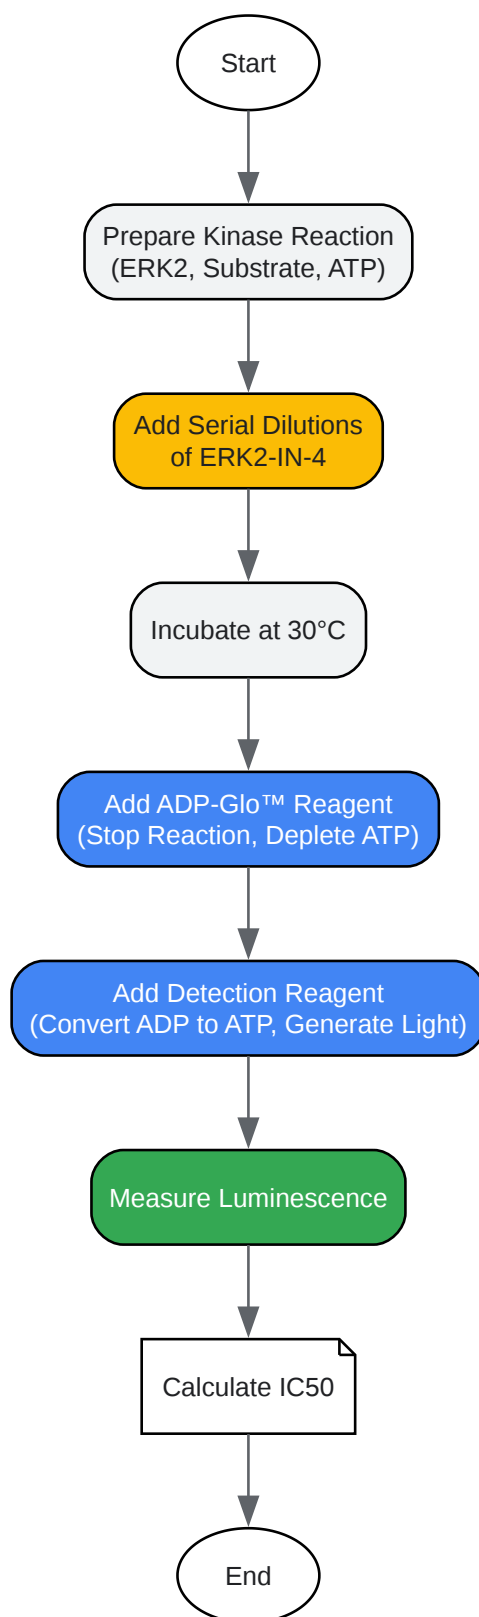 Start
Prepare Kinase Reaction
(ERK2, Substrate, ATP)
Add Serial Dilutions
of ERK2-IN-4
Incubate at 30°C
Add ADP-Glo™ Reagent
(Stop Reaction, Deplete ATP)
Add Detection Reagent
(Convert ADP to ATP, Generate Light)
Measure Luminescence
Calculate IC50
End